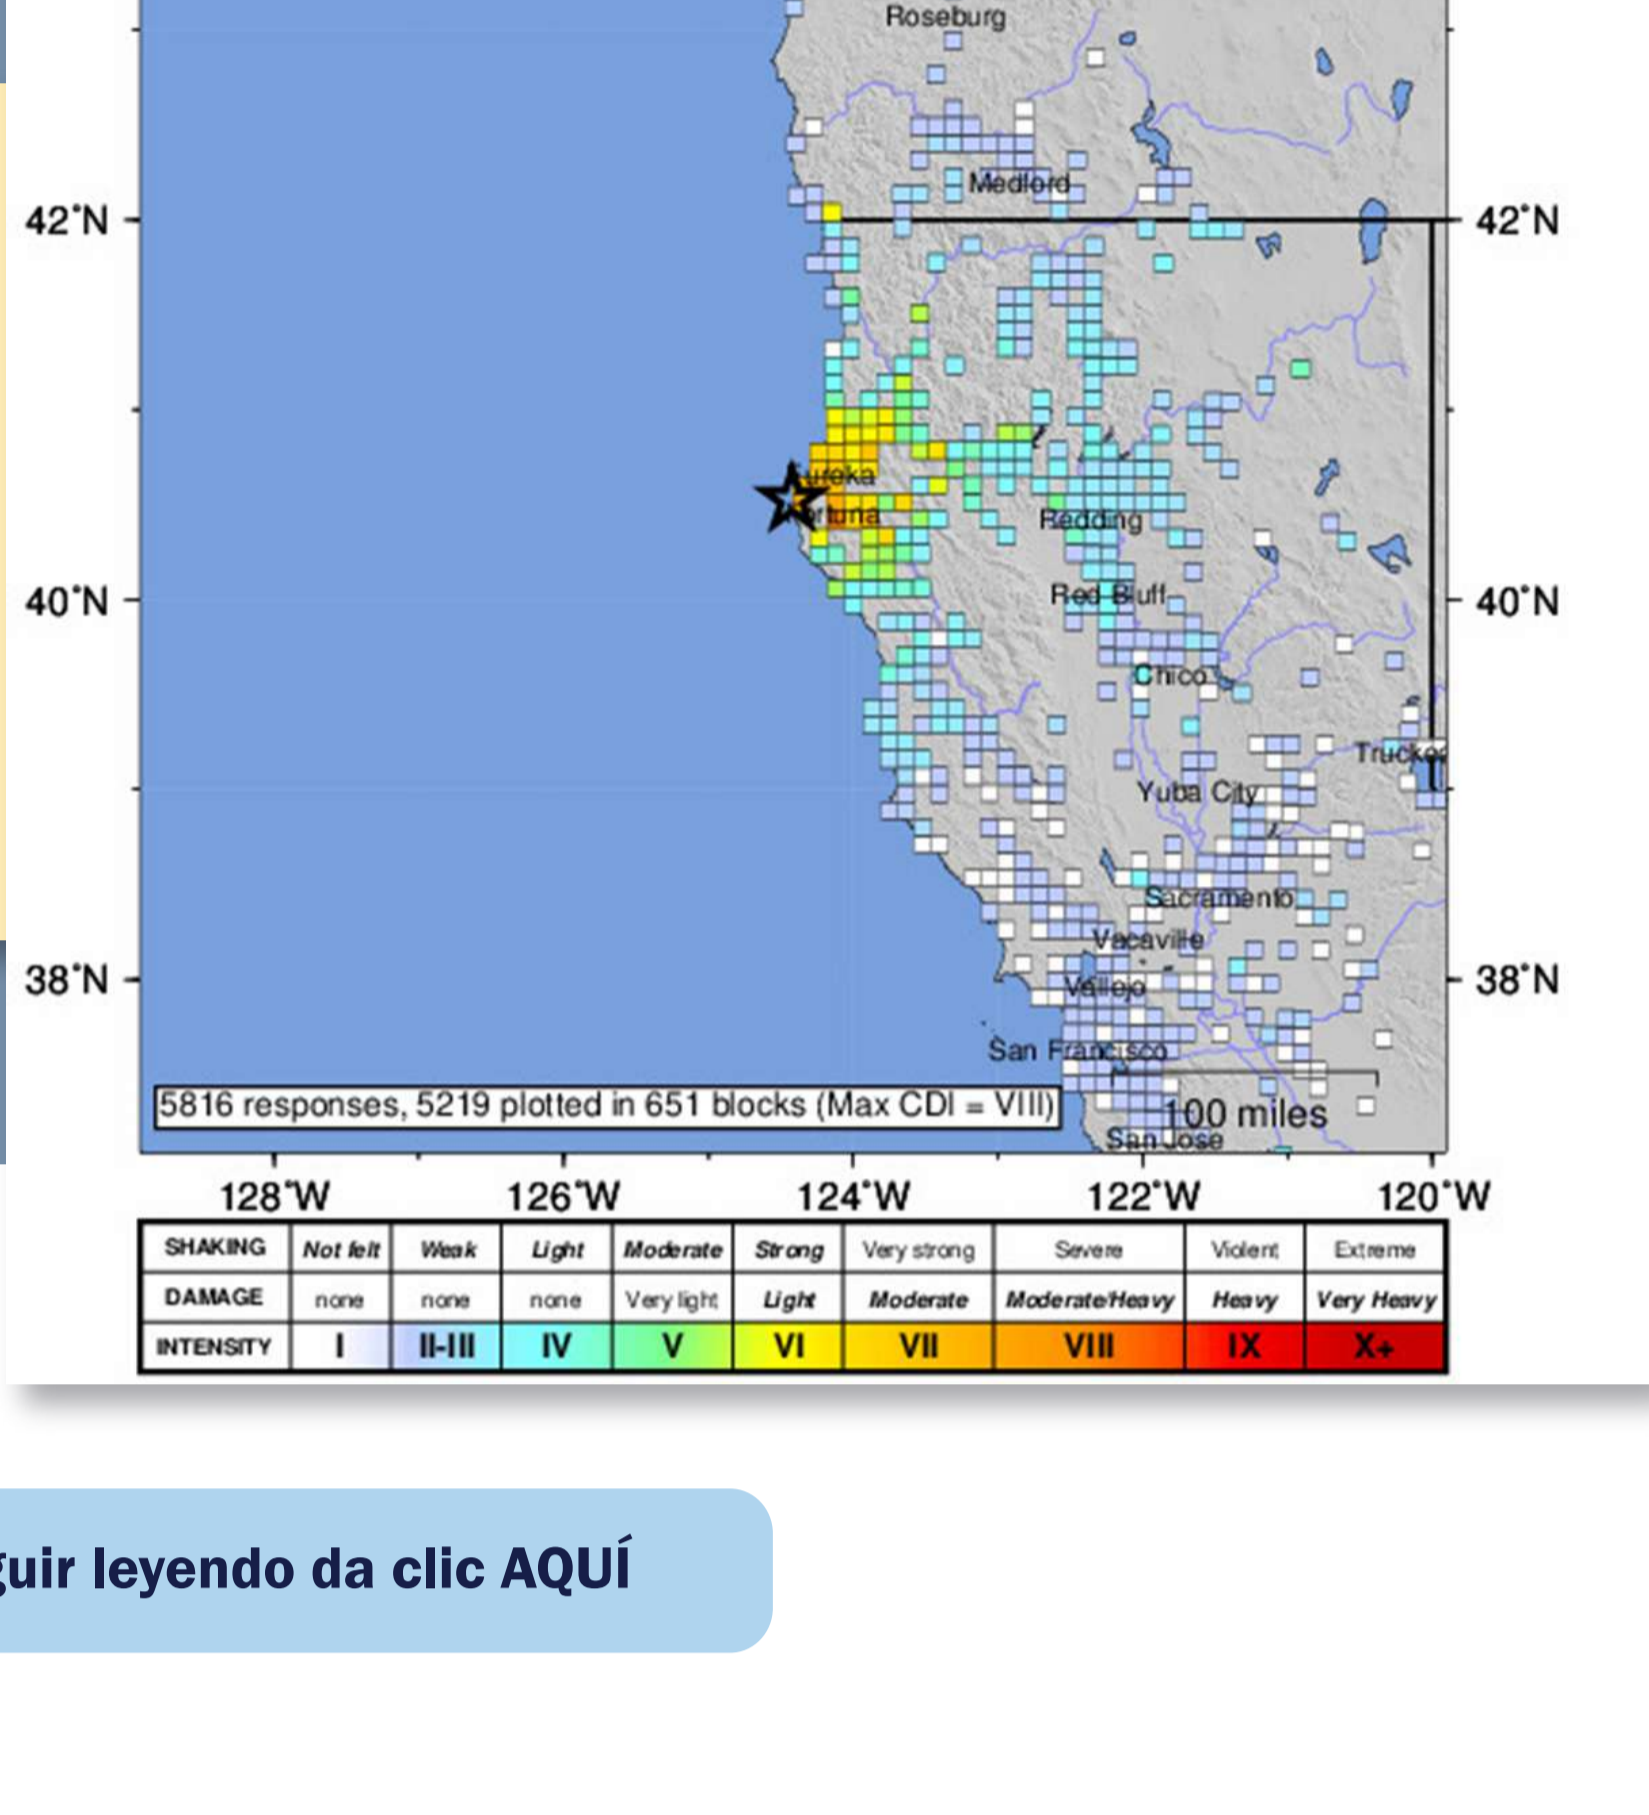 Roseburg
Medford
42°N 42°N
Eureka
Fortuna
Redding
40°N Red Bluff 40°N
Chico
Yuba City
Sacramento
Vacaville
38°N Vallejo 38°N
San Francisco
5816 responses, 5219 plotted in 651 blocks (Max CDI = VIII)
100 miles
San Jose
128°W 126°W 124°W 122°W 120°W
SHAKING Not felt Weak Light Moderate Strong Very strong Severe Violent Extreme
DAMAGE none none none Very light Light Moderate Moderate/Heavy Heavy Very Heavy
INTENSITY I II-III IV V VI VII VIII IX X+
guir leyendo da clic AQUÍ